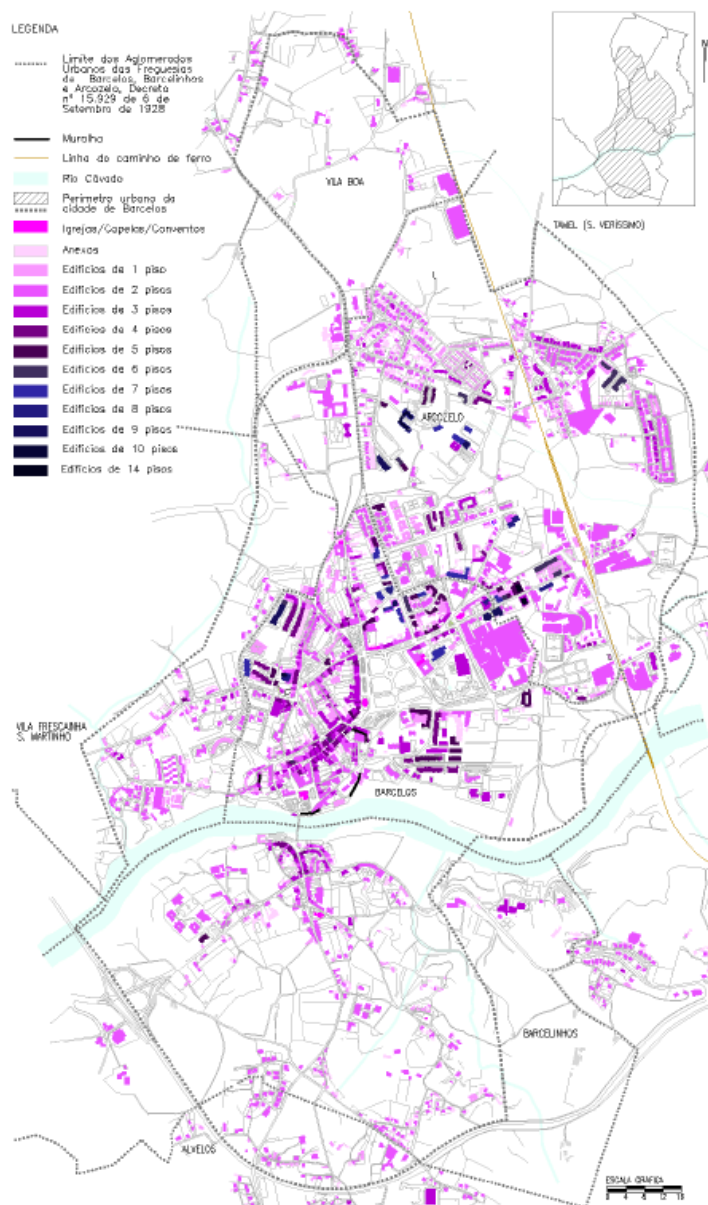 LEGENDA
Limite dos Aglomerados
Urbanos das Freguesias
de Barcelos, Barcelinhos
e Arcozelo, Decreto
nº 15.929 de 6 de
Setembro de 1928
Muralha
Linha do caminho de ferro
Rio Cávado
Perímetro urbano da
cidade de Barcelos
Igrejas/Capelas/Conventos
Anexos
Edifícios de 1 piso
Edifícios de 2 pisos
Edifícios de 3 pisos
Edifícios de 4 pisos
Edifícios de 5 pisos
Edifícios de 6 pisos
Edifícios de 7 pisos
Edifícios de 8 pisos
Edifícios de 9 pisos
Edifícios de 10 pisos
Edifícios de 14 pisos
N
TAMEL (S. VERÍSSIMO)
VILA BOA
ARCOZELO
VILA FRESCAINHA
S. MARTINHO
BARCELOS
BARCELINHOS
ALVELOS
ESCALA GRÁFICA